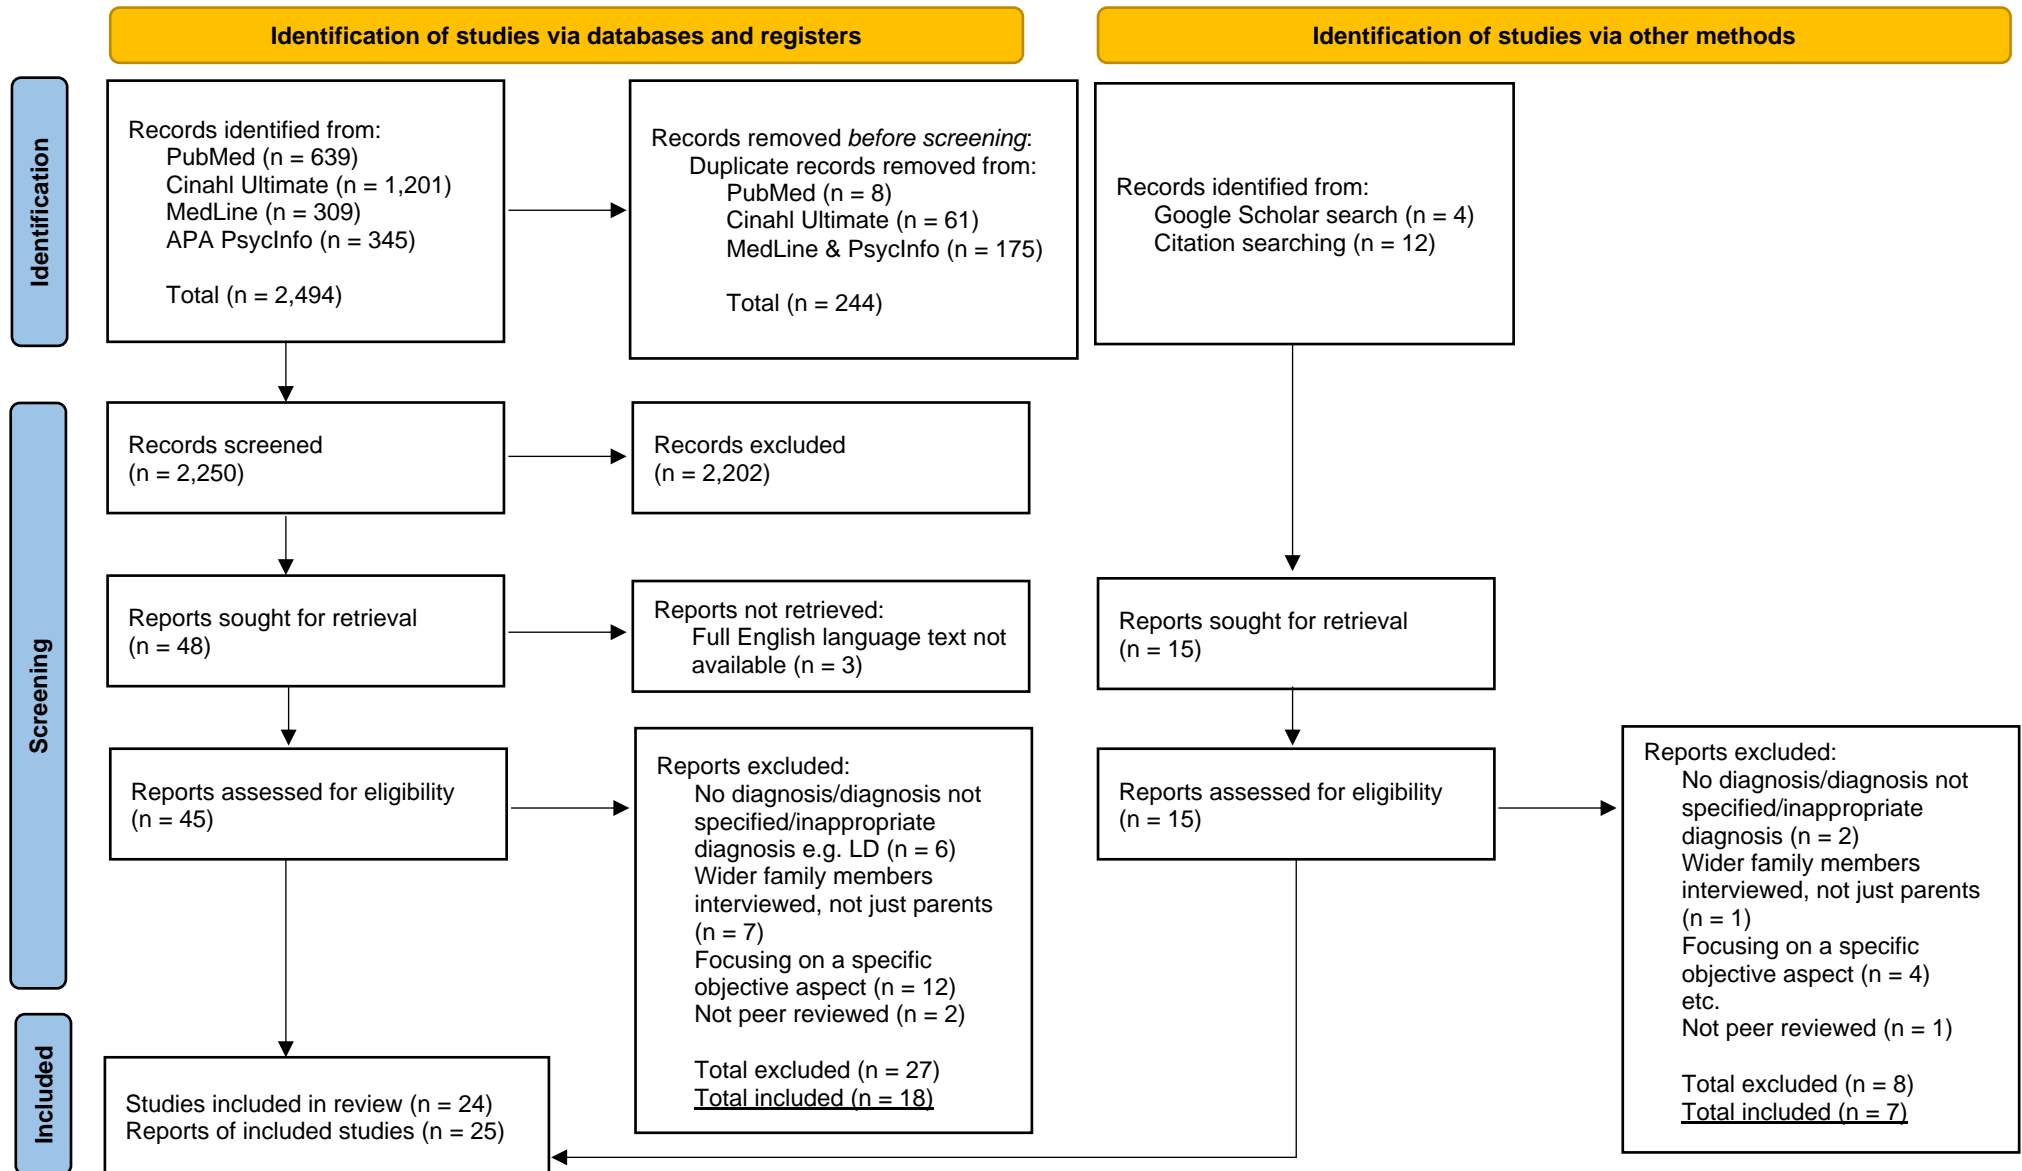 Identification of studies via databases and registers
Identification of studies via other methods
Identification
Records identified from:
PubMed (n = 639)
Cinahl Ultimate (n = 1,201)
MedLine (n = 309)
APA PsycInfo (n = 345)
Total (n = 2,494)
Records removed before screening:
Duplicate records removed from:
PubMed (n = 8)
Cinahl Ultimate (n = 61)
MedLine & PsycInfo (n = 175)
Total (n = 244)
Records identified from:
Google Scholar search (n = 4)
Citation searching (n = 12)
Screening
Records screened
(n = 2,250)
Records excluded
(n = 2,202)
Reports sought for retrieval
(n = 48)
Reports not retrieved:
Full English language text not
available (n = 3)
Reports sought for retrieval
(n = 15)
Reports assessed for eligibility
(n = 45)
Reports excluded:
No diagnosis/diagnosis not
specified/inappropriate
diagnosis e.g. LD (n = 6)
Wider family members
interviewed, not just parents
(n = 7)
Focusing on a specific
objective aspect (n = 12)
Not peer reviewed (n = 2)
Total excluded (n = 27)
Total included (n = 18)
Reports assessed for eligibility
(n = 15)
Reports excluded:
No diagnosis/diagnosis not
specified/inappropriate
diagnosis (n = 2)
Wider family members
interviewed, not just parents
(n = 1)
Focusing on a specific
objective aspect (n = 4)
etc.
Not peer reviewed (n = 1)
Total excluded (n = 8)
Total included (n = 7)
Included
Studies included in review (n = 24)
Reports of included studies (n = 25)